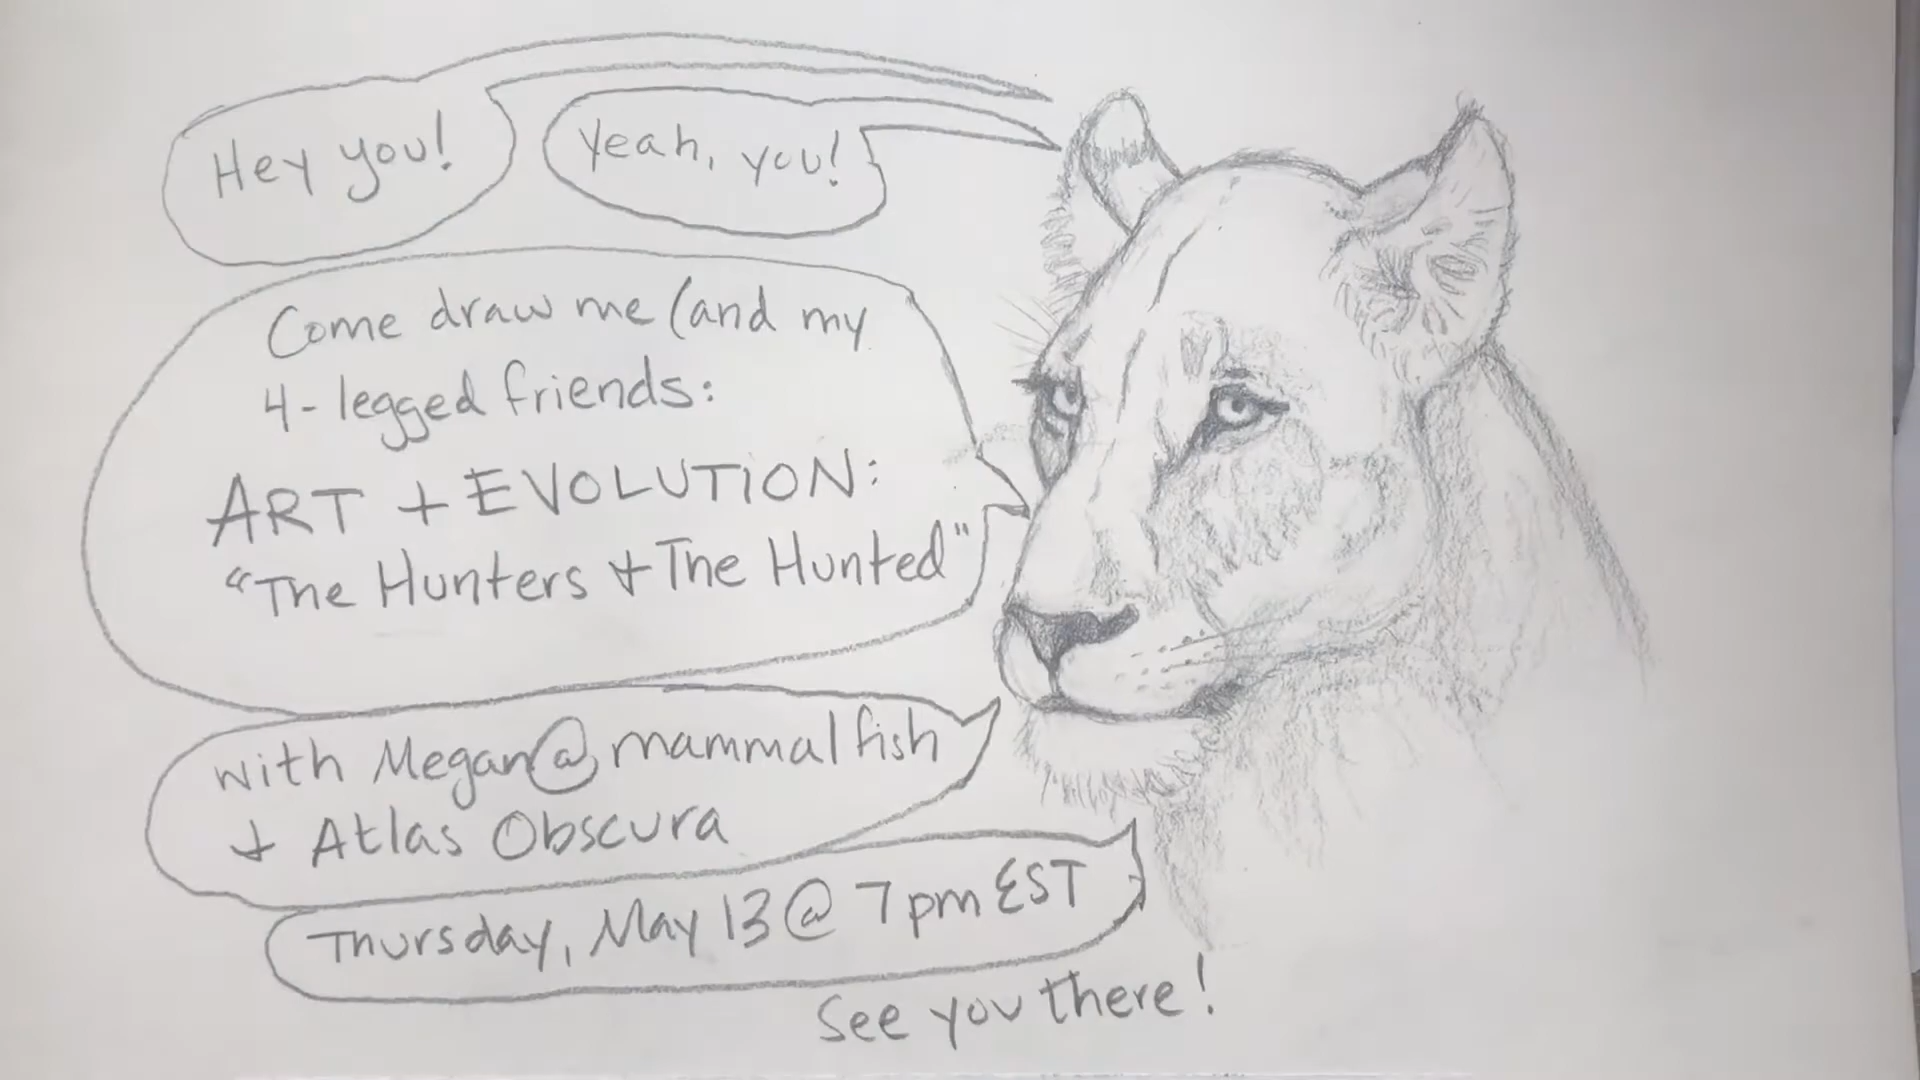 Hey you!
Yeah, you!
Come draw me (and my
4-legged friends:
ART + EVOLUTION:
"The Hunters + The Hunted"
with Megan @ mammalfish
+ Atlas Obscura
Thursday, May 13 @ 7pm EST
See you there!